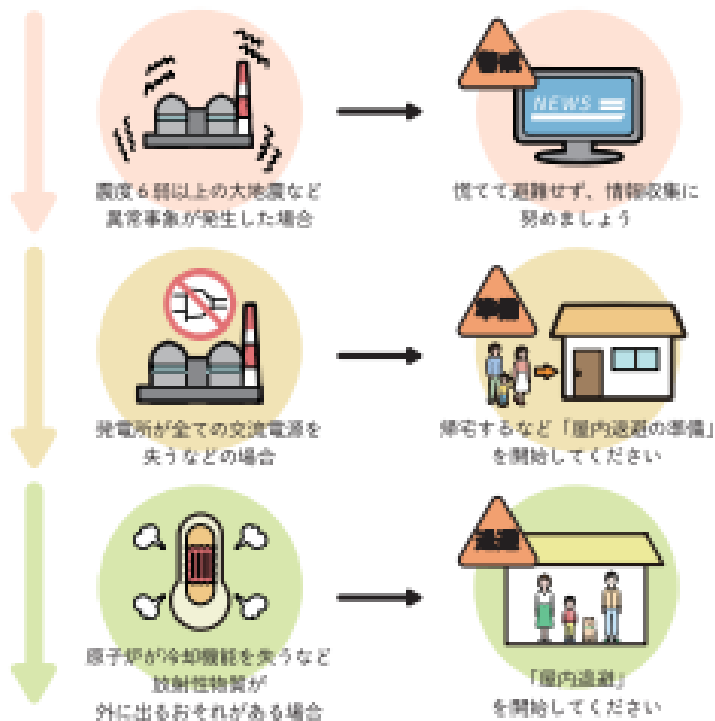 NEWS
震度6弱以上の大地震など
異常事象が発生した場合
慌てて避難せず、情報収集に
努めましょう
発電所が全ての交流電源を
失うなどの場合
帰宅するなど「屋内退避の準備」
を開始してください
原子炉が冷却機能を失うなど
放射性物質が
外に出るおそれがある場合
「屋内退避」
を開始してください